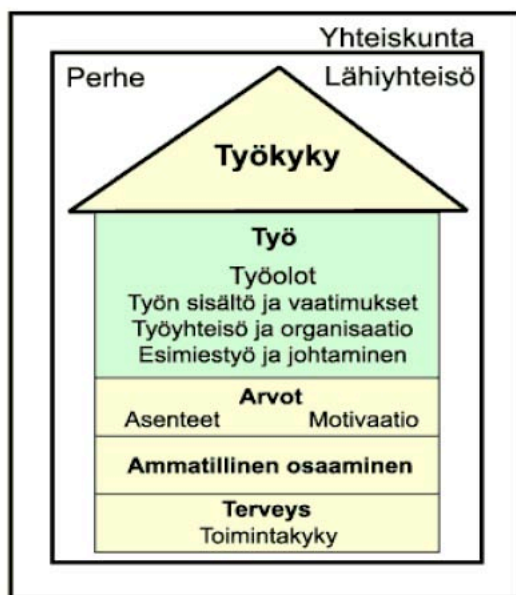 Yhteiskunta
Perhe Lähiyhteisö
Työkyky
Työ
Työolot
Työn sisältö ja vaatimukset
Työyhteisö ja organisaatio
Esimiestyö ja johtaminen
Arvot
Asenteet Motivaatio
Ammatillinen osaaminen
Terveys
Toimintakyky